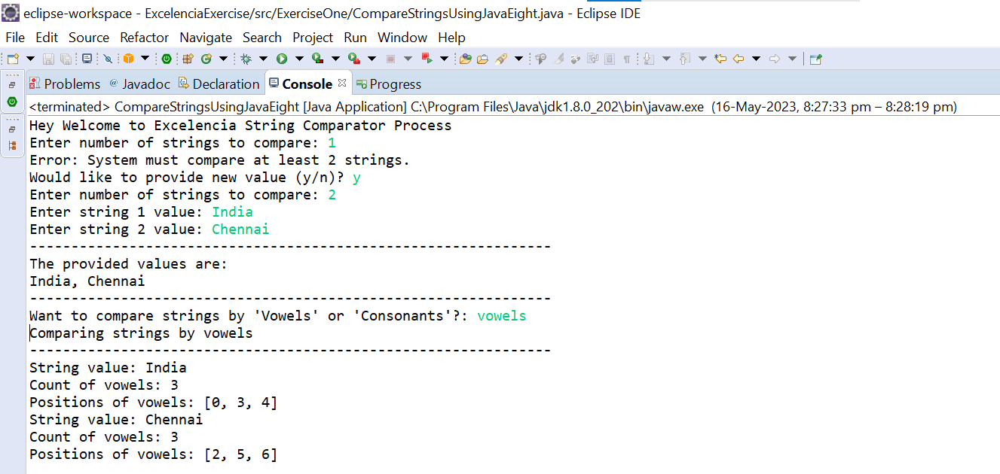 eclipse-workspace - ExcelenciaExercise/src/ExerciseOne/CompareStringsUsingJavaEight.java - Eclipse IDE
File Edit Source Refactor Navigate Search Project Run Window Help
Problems @ Javadoc Declaration Console Progress
<terminated> CompareStringsUsingJavaEight [Java Application] C:\Program Files\Java\jdk1.8.0_202\bin\javaw.exe (16-May-2023, 8:27:33 pm – 8:28:19 pm)
Hey Welcome to Excelencia String Comparator Process
Enter number of strings to compare: 1
Error: System must compare at least 2 strings.
Would like to provide new value (y/n)? y
Enter number of strings to compare: 2
Enter string 1 value: India
Enter string 2 value: Chennai
---------------------------------------------------------------
The provided values are:
India, Chennai
---------------------------------------------------------------
Want to compare strings by 'Vowels' or 'Consonants'?: vowels
Comparing strings by vowels
---------------------------------------------------------------
String value: India
Count of vowels: 3
Positions of vowels: [0, 3, 4]
String value: Chennai
Count of vowels: 3
Positions of vowels: [2, 5, 6]